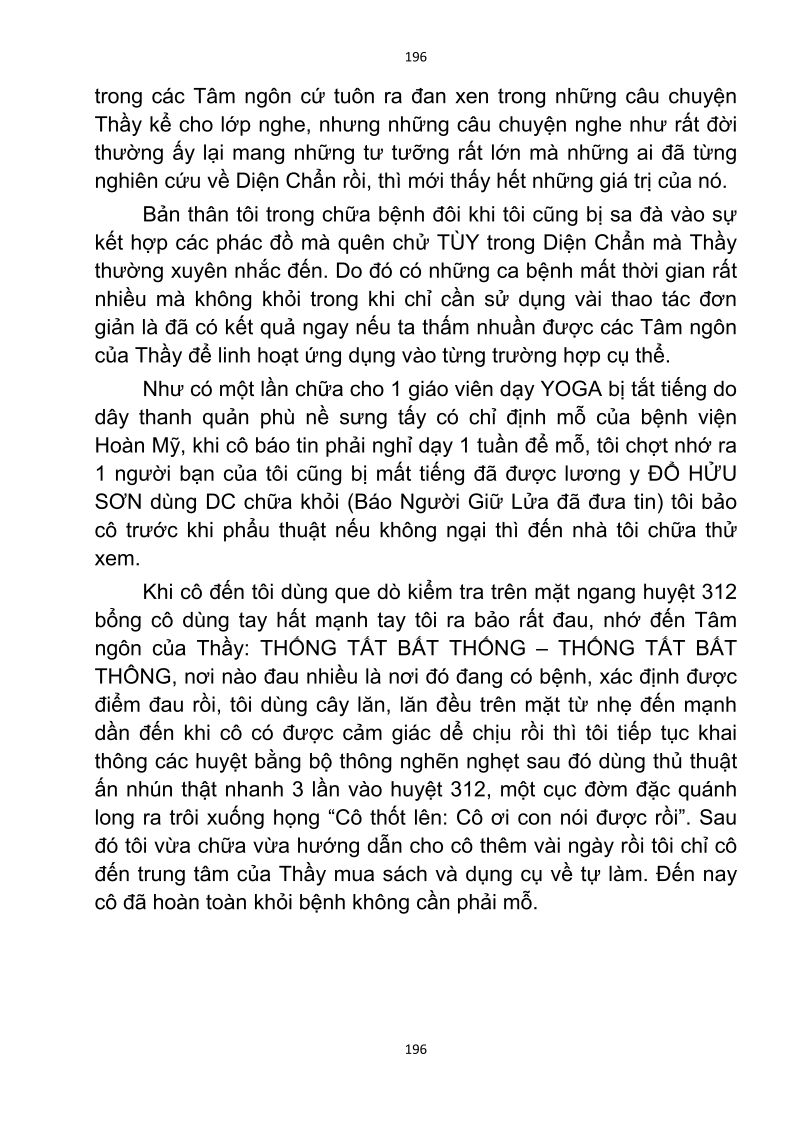 196
trong các Tâm ngôn cứ tuôn ra đan xen trong những câu chuyện
Thầy kể cho lớp nghe, nhưng những câu chuyện nghe như rất đời
thường ấy lại mang những tư tưỡng rất lớn mà những ai đã từng
nghiên cứu về Diện Chẩn rồi, thì mới thấy hết những giá trị của nó.
Bản thân tôi trong chữa bệnh đôi khi tôi cũng bị sa đà vào sự
kết hợp các phác đồ mà quên chử TÙY trong Diện Chẩn mà Thầy
thường xuyên nhắc đến. Do đó có những ca bệnh mất thời gian rất
nhiều mà không khỏi trong khi chỉ cần sử dụng vài thao tác đơn
giản là đã có kết quả ngay nếu ta thấm nhuần được các Tâm ngôn
của Thầy để linh hoạt ứng dụng vào từng trường hợp cụ thể.
Như có một lần chữa cho 1 giáo viên dạy YOGA bị tắt tiếng do
dây thanh quản phù nề sưng tấy có chỉ định mỗ của bệnh viện
Hoàn Mỹ, khi cô báo tin phải nghỉ dạy 1 tuần để mỗ, tôi chợt nhớ ra
1 người bạn của tôi cũng bị mất tiếng đã được lương y ĐỖ HỬU
SƠN dùng DC chữa khỏi (Báo Người Giữ Lửa đã đưa tin) tôi bảo
cô trước khi phẩu thuật nếu không ngại thì đến nhà tôi chữa thử
xem.
Khi cô đến tôi dùng que dò kiểm tra trên mặt ngang huyệt 312
bổng cô dùng tay hất mạnh tay tôi ra bảo rất đau, nhớ đến Tâm
ngôn của Thầy: THỐNG TẤT BẤT THỐNG – THỐNG TẤT BẤT
THÔNG, nơi nào đau nhiều là nơi đó đang có bệnh, xác định được
điểm đau rồi, tôi dùng cây lăn, lăn đều trên mặt từ nhẹ đến mạnh
dần đến khi cô có được cảm giác dể chịu rồi thì tôi tiếp tục khai
thông các huyệt bằng bộ thông nghẽn nghẹt sau đó dùng thủ thuật
ấn nhún thật nhanh 3 lần vào huyệt 312, một cục đờm đặc quánh
long ra trôi xuống họng “Cô thốt lên: Cô ơi con nói được rồi”. Sau
đó tôi vừa chữa vừa hướng dẫn cho cô thêm vài ngày rồi tôi chỉ cô
đến trung tâm của Thầy mua sách và dụng cụ về tự làm. Đến nay
cô đã hoàn toàn khỏi bệnh không cần phải mỗ.
196